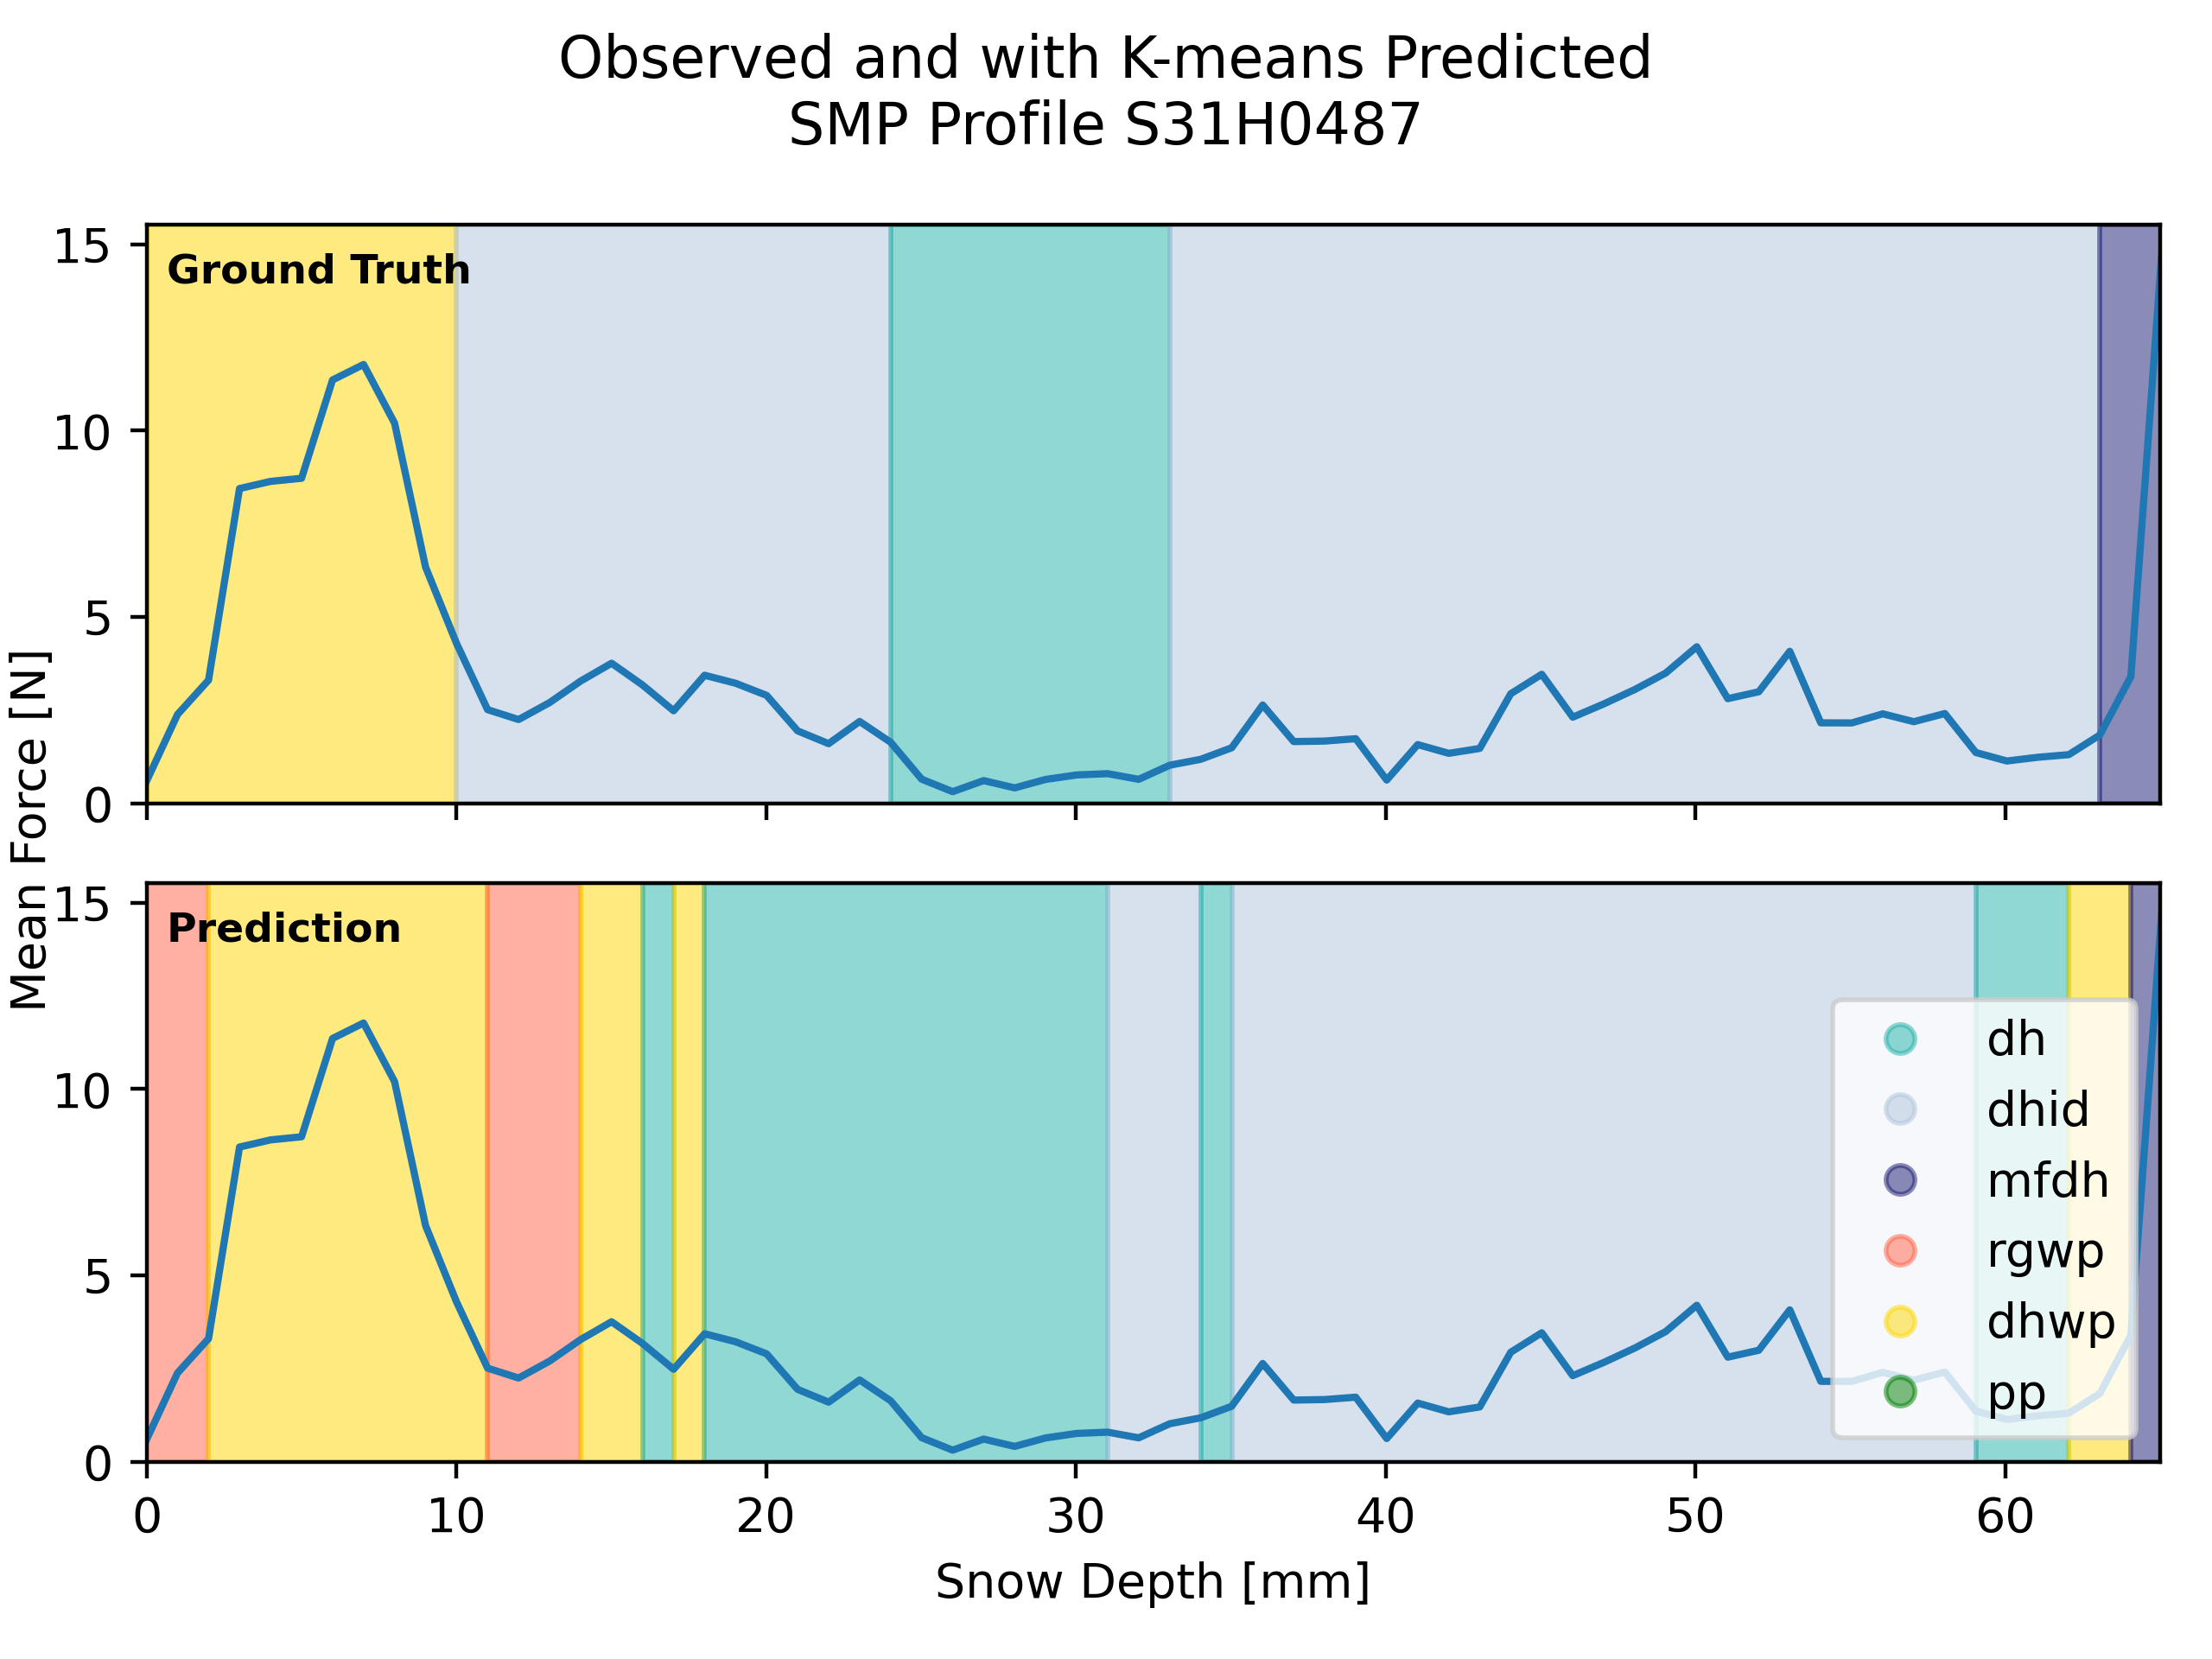 Observed and with K-means Predicted
SMP Profile S31H0487
Mean Force [N]
15
10
5
0
Ground Truth
15
10
5
0
Prediction
dh
dhid
mfdh
rgwp
dhwp
pp
0 10 20 30 40 50 60
Snow Depth [mm]